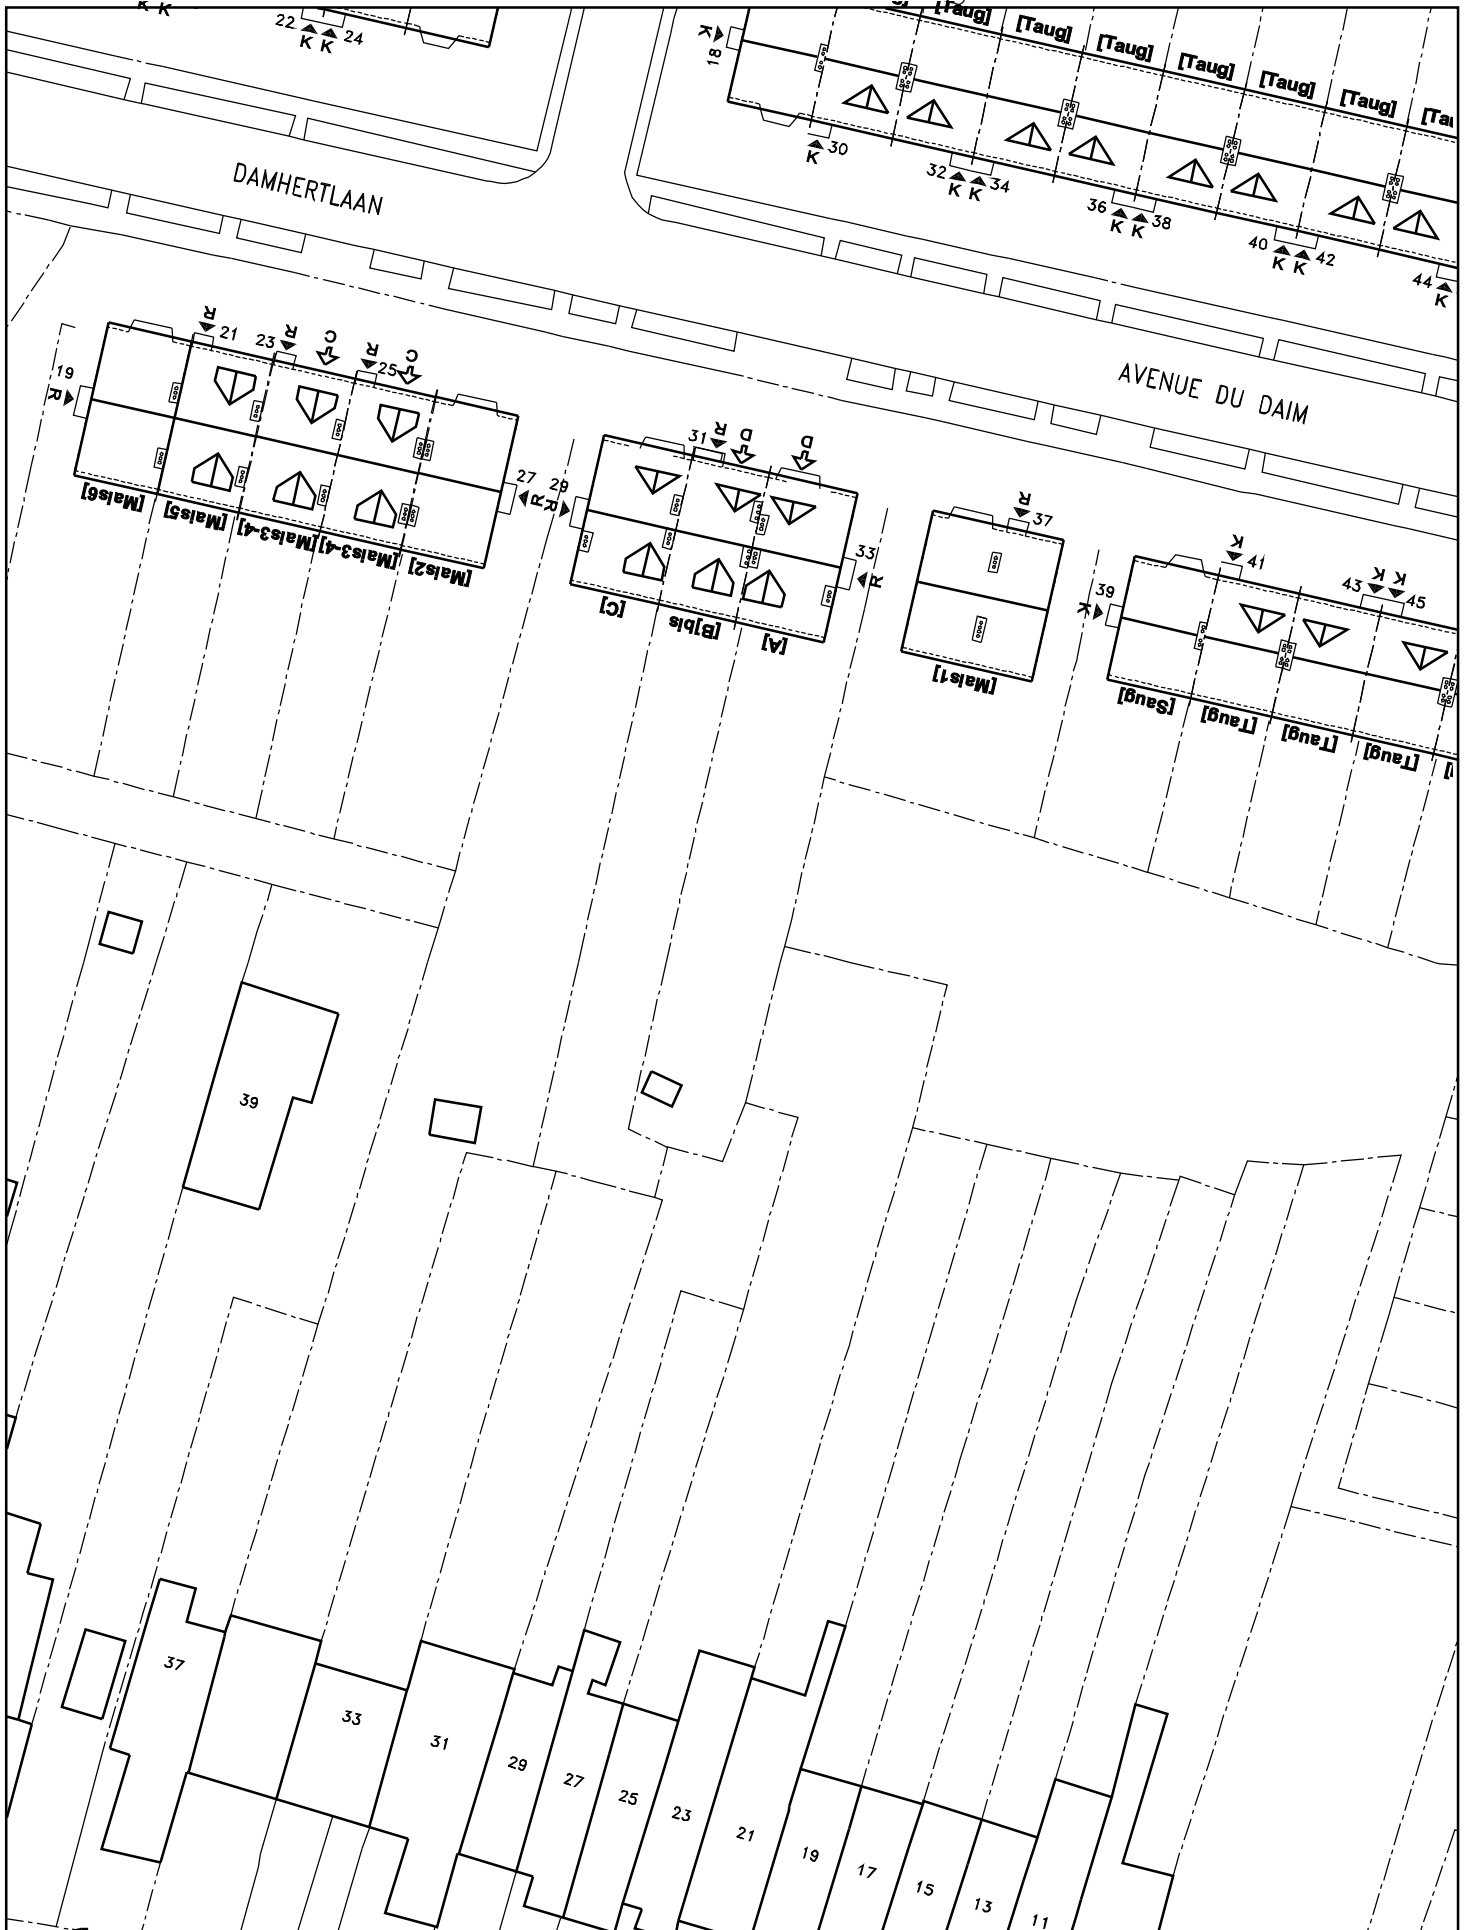 K K
22 24
K K
18 K
[Taug]
[Taug]
[Taug]
[Taug]
[Taug]
[Taug]
30
K
32 34
K K
36 38
K K
40 42
K K
44
K
DAMHERTLAAN
AVENUE DU DAIM
19
R
R
21
23
R
C
R
25
C
27
R
[Mais6]
[Mais5]
[Mais3-4]
[Mais3-4]
[Mais2]
29
R
31
R
D
D
33
R
[C]
[B]bis
[A]
R
37
[Mais1]
39
K
K
41
43
K K
45
[Saug]
[Taug]
[Taug]
[Taug]
39
37
33
31
29
27
25
23
21
19
17
15
13
11